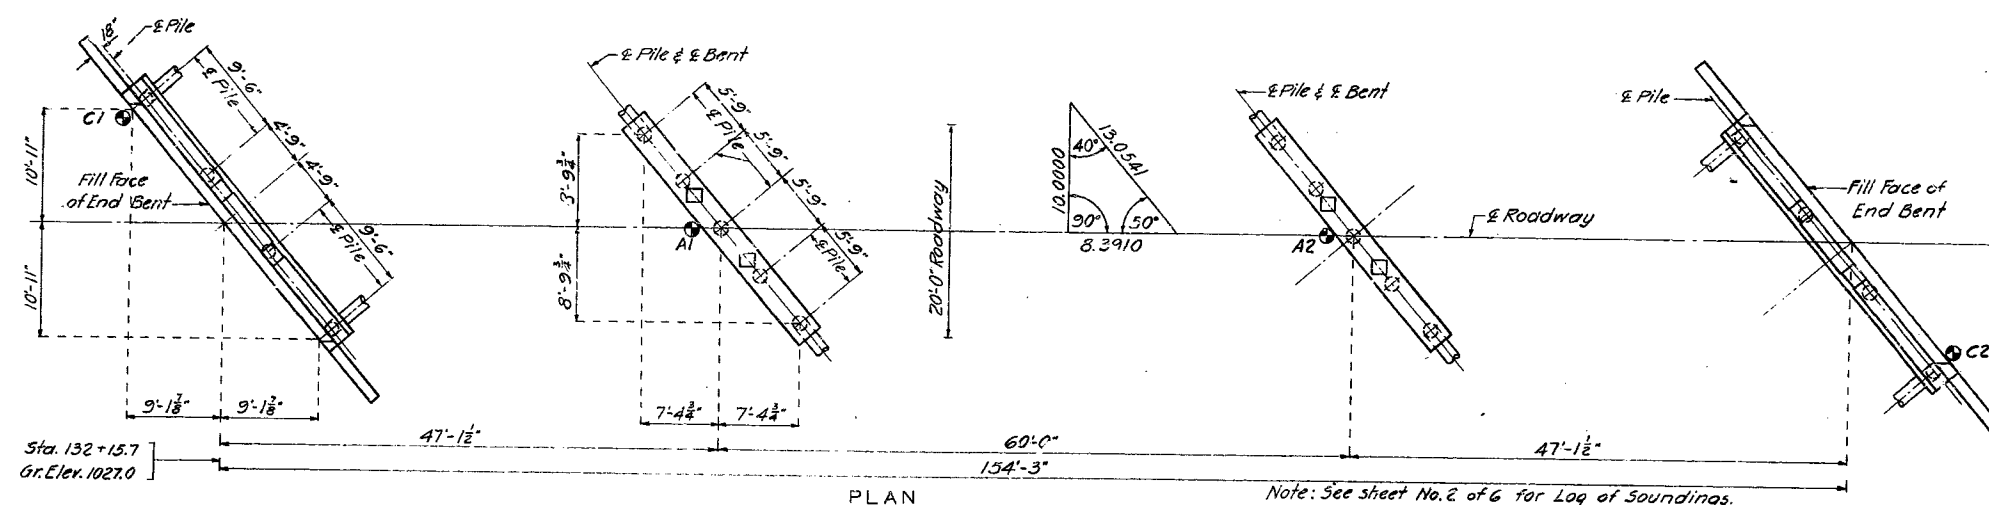 18"
℄ Pile
9'-6"
℄ Pile
4'-9"
4'-9"
9'-6"
℄ Pile
C1
10'-11"
10'-11"
Fill Face
of End Bent
9'-1⅞"
9'-1⅞"
℄ Pile & ℄ Bent
5'-9"
℄ Pile
5'-9"
5'-9"
5'-9"
℄ Pile
3'-9¾"
8'-9¾"
A1
7'-4¾"
7'-4¾"
20'-0" Roadway
10.0000
40°
13.0541
90°
50°
8.3910
℄ Pile & ℄ Bent
A2
℄ Roadway
℄ Pile
Fill Face of
End Bent
C2
Sta. 132+15.7
Gr. Elev. 1027.0
47'-1½"
60'-0"
47'-1½"
154'-3"
PLAN
Note: See sheet No. 2 of 6 for Log of Soundings.